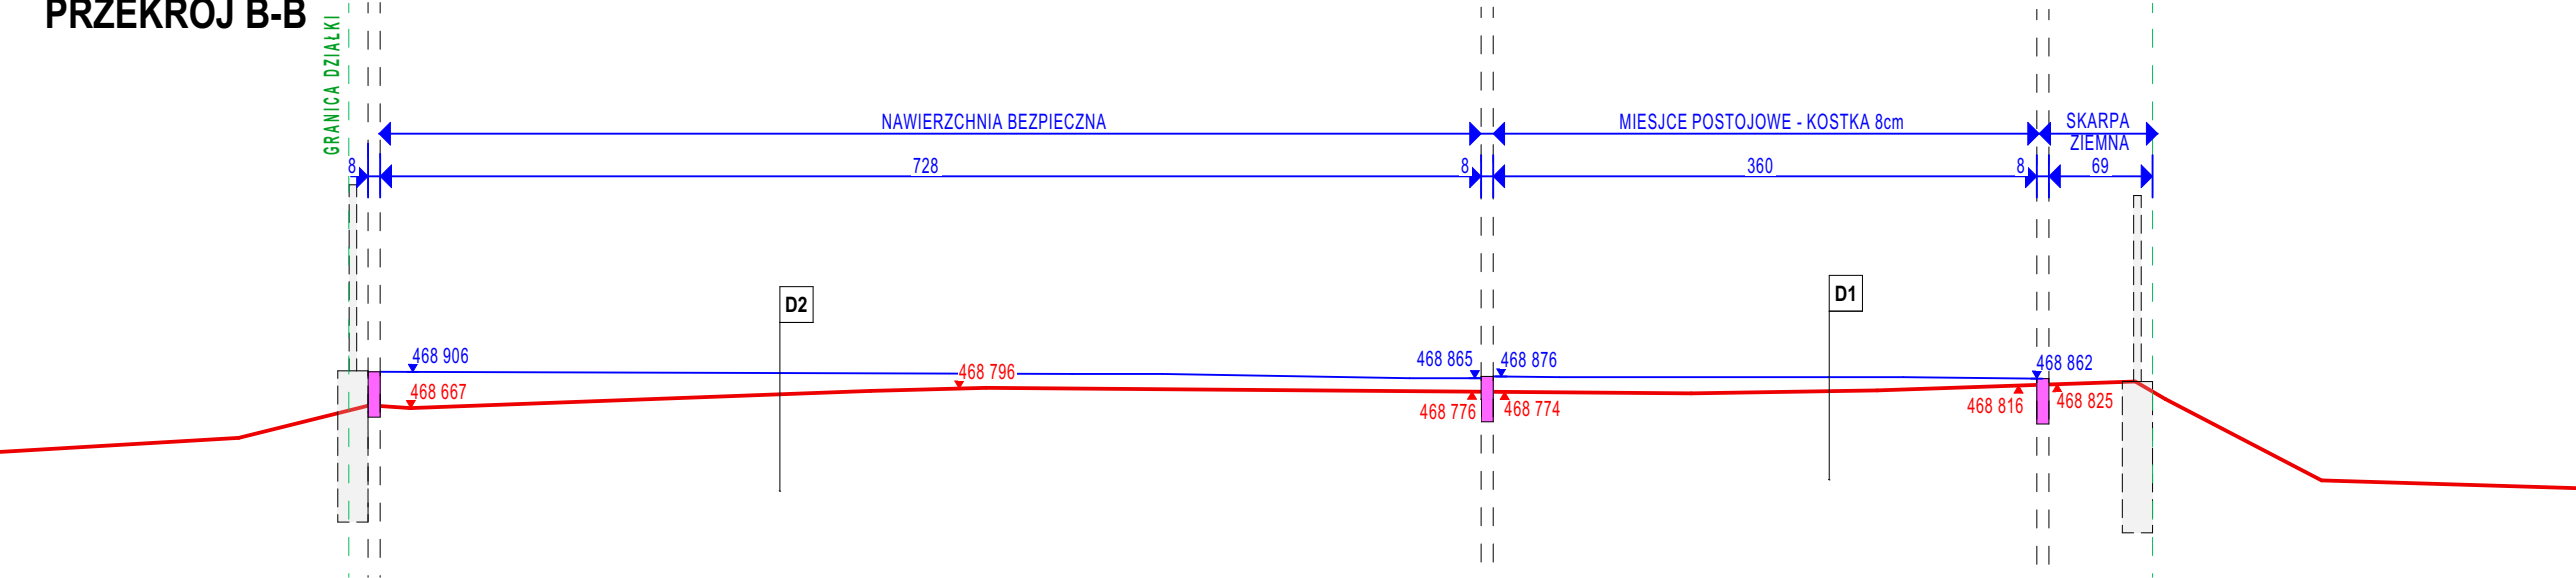 PRZEKRÓJ B-B
GRANICA DZIAŁKI
NAWIERZCHNIA BEZPIECZNA
MIESJCE POSTOJOWE - KOSTKA 8cm
SKARPA
ZIEMNA
8
728
8
360
8
69
D2
D1
468 906
468 667
468 796
468 865
468 876
468 776
468 774
468 862
468 816
468 825